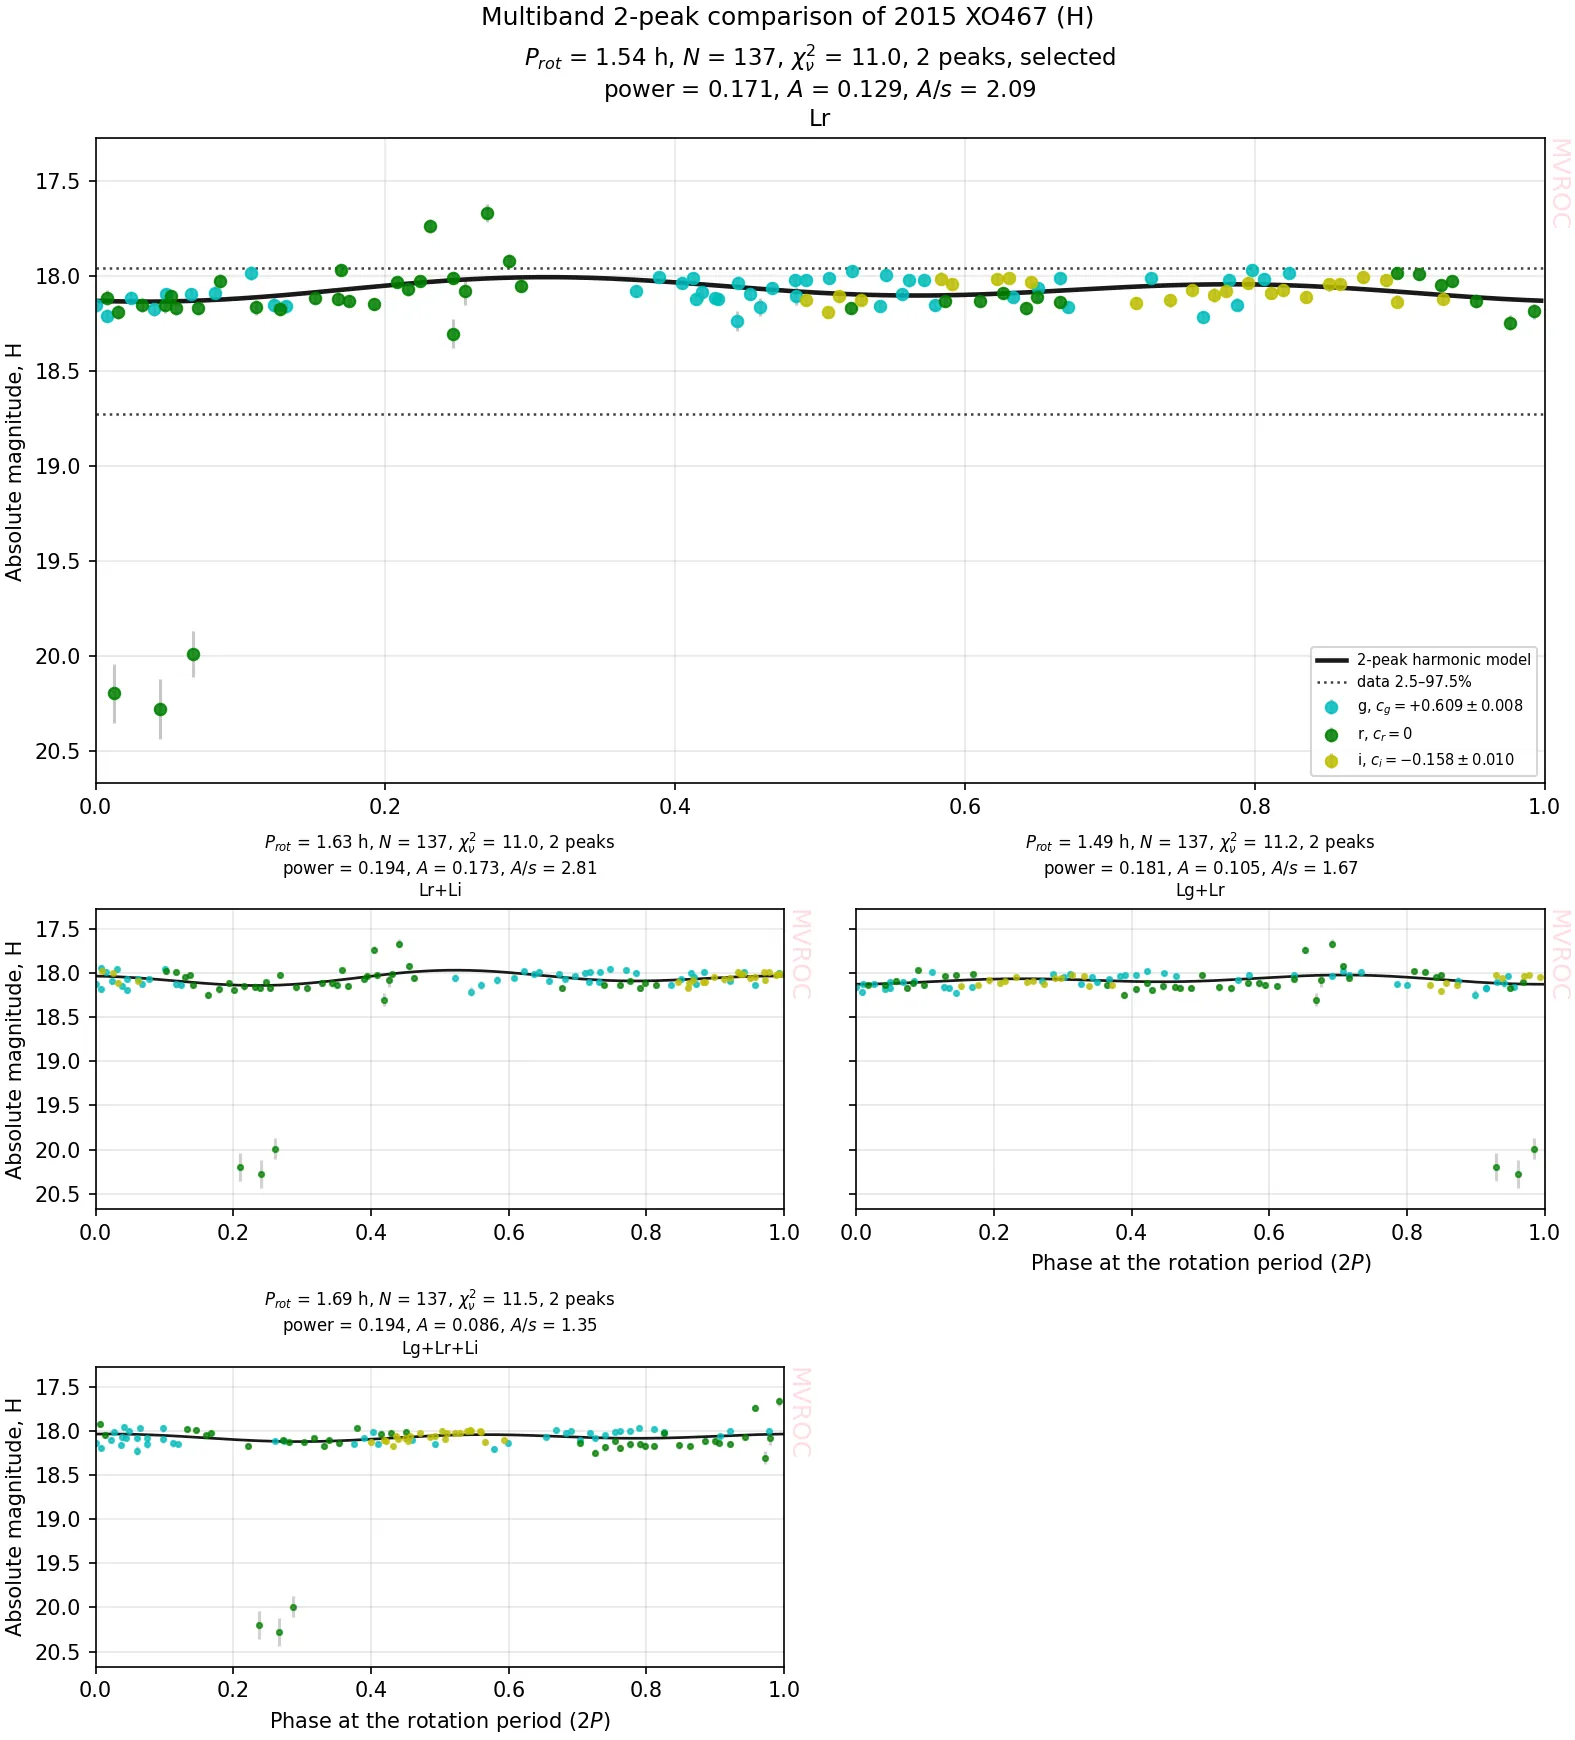 Multiband 2-peak comparison of 2015 XO467 (H)
P_rot = 1.54 h, N = 137, χ²_ν = 11.0, 2 peaks, selected
power = 0.171, A = 0.129, A/s = 2.09
Lr
MVROC
Absolute magnitude, H
17.5
18.0
18.5
19.0
19.5
20.0
20.5
2-peak harmonic model
data 2.5–97.5%
g, c_g = +0.609 ± 0.008
r, c_r = 0
i, c_i = −0.158 ± 0.010
0.0 0.2 0.4 0.6 0.8 1.0
P_rot = 1.63 h, N = 137, χ²_ν = 11.0, 2 peaks
power = 0.194, A = 0.173, A/s = 2.81
Lr+Li
MVROC
Absolute magnitude, H
17.5
18.0
18.5
19.0
19.5
20.0
20.5
0.0 0.2 0.4 0.6 0.8 1.0
P_rot = 1.49 h, N = 137, χ²_ν = 11.2, 2 peaks
power = 0.181, A = 0.105, A/s = 1.67
Lg+Lr
MVROC
0.0 0.2 0.4 0.6 0.8 1.0
Phase at the rotation period (2P)
P_rot = 1.69 h, N = 137, χ²_ν = 11.5, 2 peaks
power = 0.194, A = 0.086, A/s = 1.35
Lg+Lr+Li
MVROC
Absolute magnitude, H
17.5
18.0
18.5
19.0
19.5
20.0
20.5
0.0 0.2 0.4 0.6 0.8 1.0
Phase at the rotation period (2P)